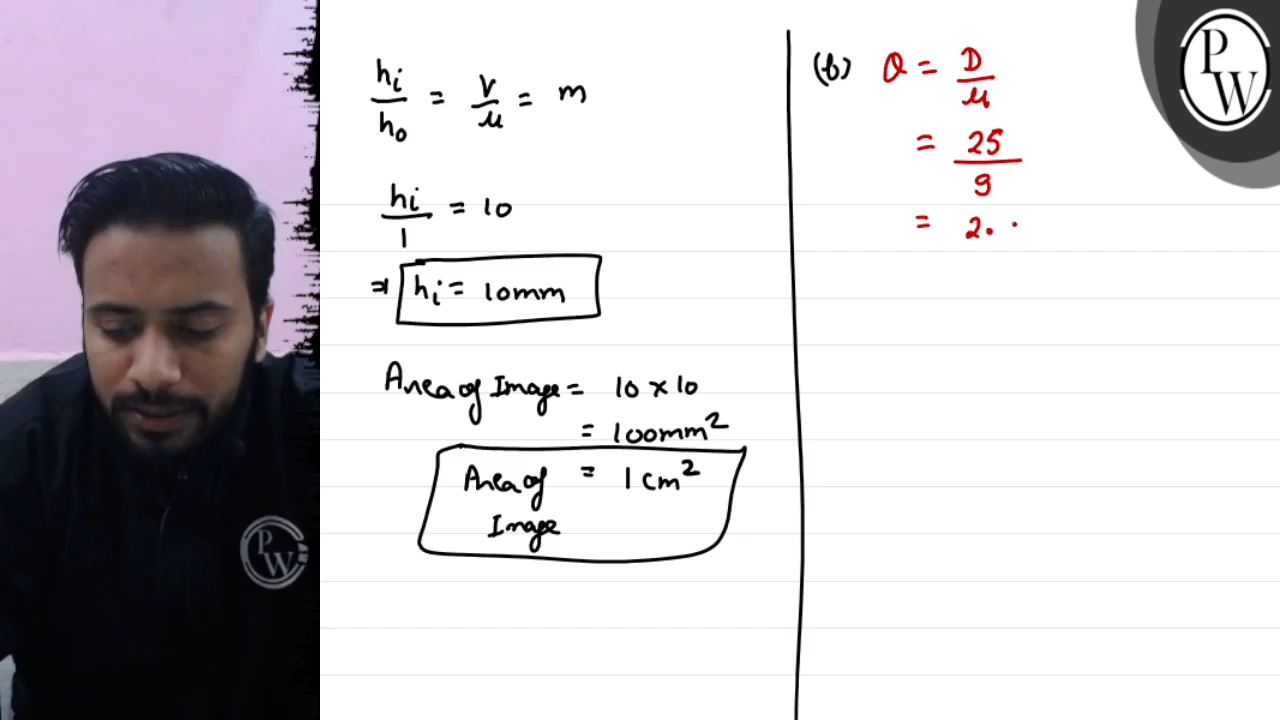 hi/ho = v/u = m
hi/1 = 10
⇒ hi = 10mm
Area of Image = 10 × 10
= 100mm²
Area of Image = 1 cm²
(b) θ = D/u
= 25/9
= 2.
PW
PW